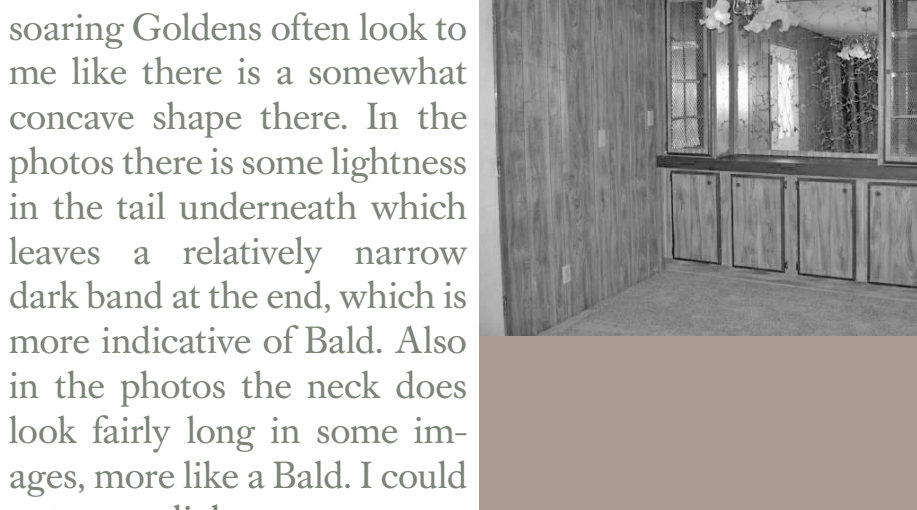 soaring Goldens often look to
me like there is a somewhat
concave shape there. In the
photos there is some lightness
in the tail underneath which
leaves a relatively narrow
dark band at the end, which is
more indicative of Bald. Also
in the photos the neck does
look fairly long in some im-
ages, more like a Bald. I could